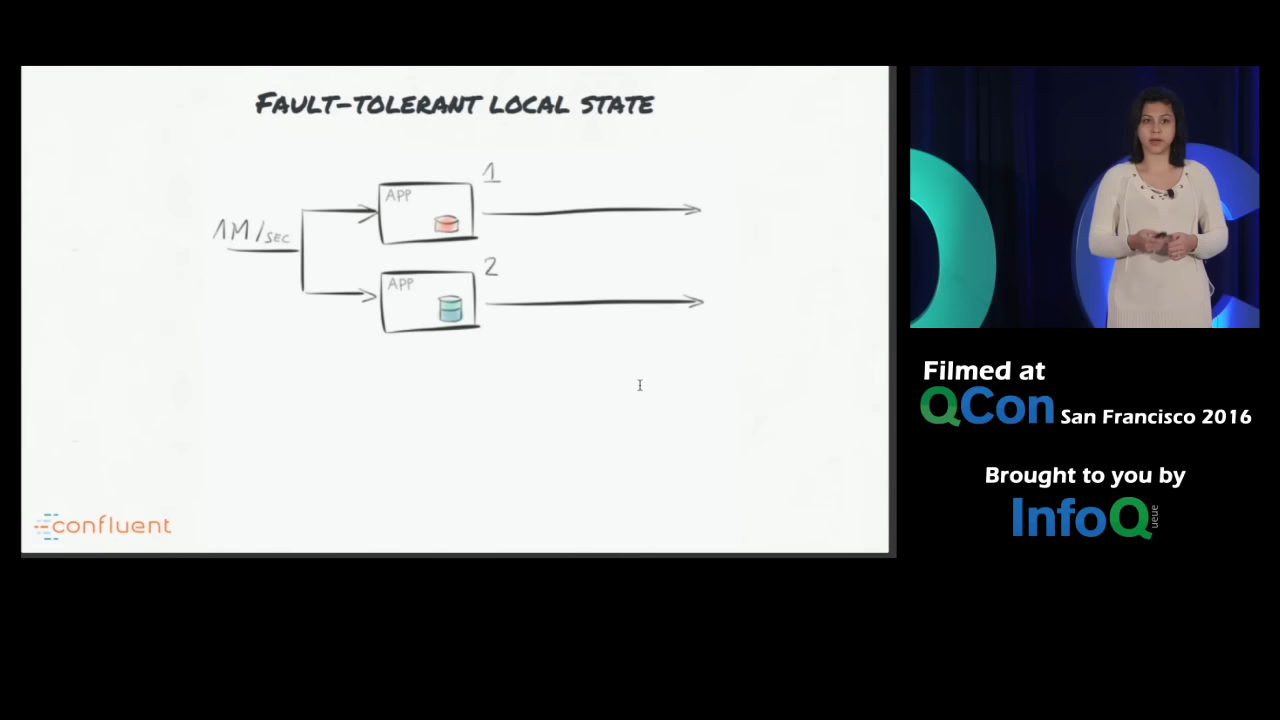 FAULT-TOLERANT LOCAL STATE
1
APP
1M/SEC
2
APP
confluent
Filmed at
QCon San Francisco 2016
Brought to you by
InfoQueue